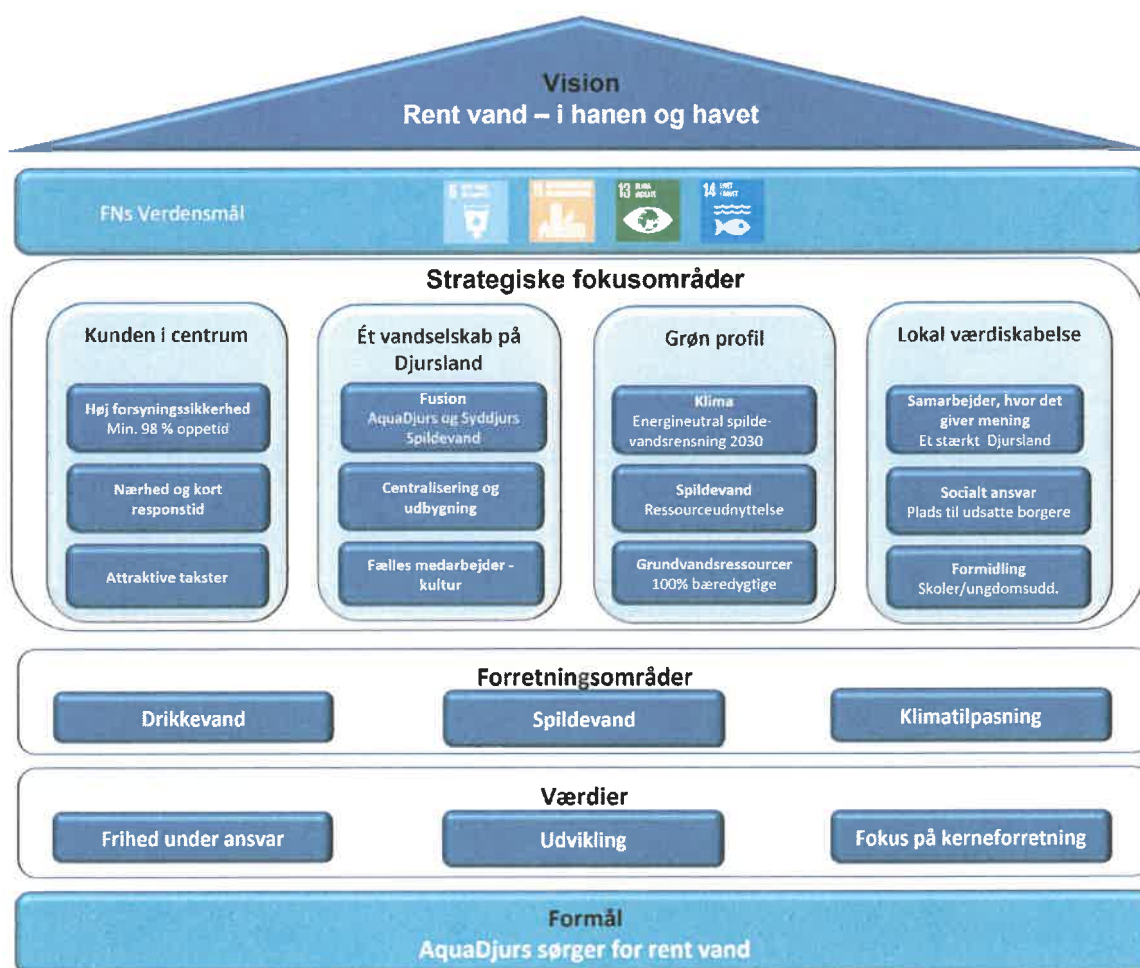 Vision
Rent vand – i hanen og havet
FNs Verdensmål
6
13
14
Strategiske fokusområder
Kunden i centrum
Høj forsyningssikkerhed
Min. 98 % oppetid
Nærhed og kort
responstid
Attraktive takster
Ét vandselskab på
Djursland
Fusion
AquaDjurs og Syddjurs
Spildevand
Centralisering og
udbygning
Fælles medarbejder -
kultur
Grøn profil
Klima
Energineutral spilde-
vandsrensning 2030
Spildevand
Ressourceudnyttelse
Grundvandsressourcer
100% bæredygtige
Lokal værdiskabelse
Samarbejder, hvor det
giver mening
Et stærkt Djursland
Socialt ansvar
Plads til udsatte borgere
Formidling
Skoler/ungdomsudd.
Forretningsområder
Drikkevand
Spildevand
Klimatilpasning
Værdier
Frihed under ansvar
Udvikling
Fokus på kerneforretning
Formål
AquaDjurs sørger for rent vand